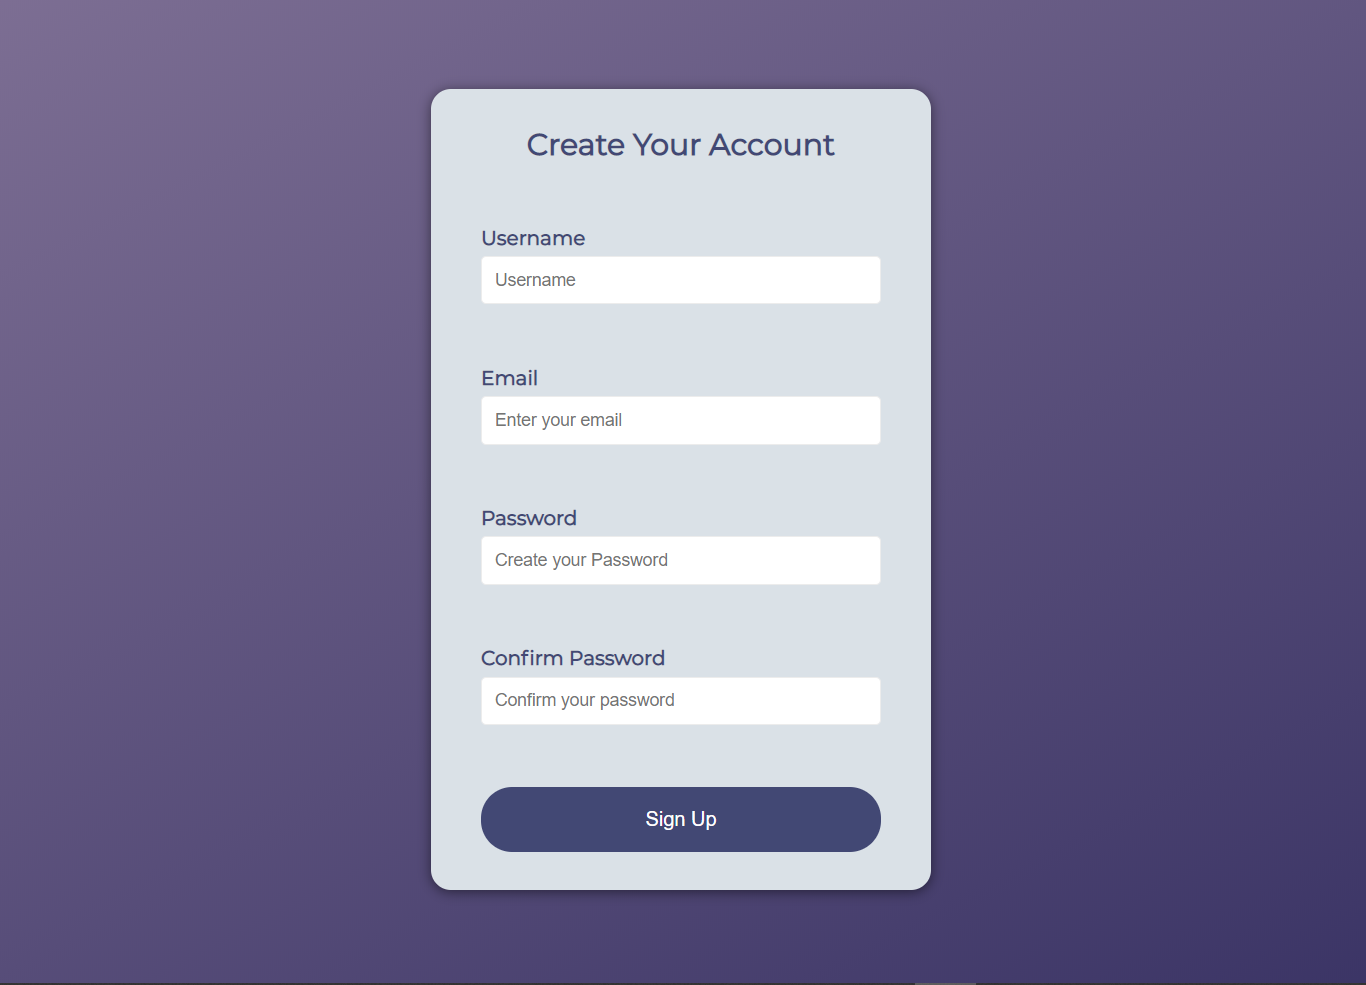 Create Your Account
Username
Username
Email
Enter your email
Password
Create your Password
Confirm Password
Confirm your password
Sign Up